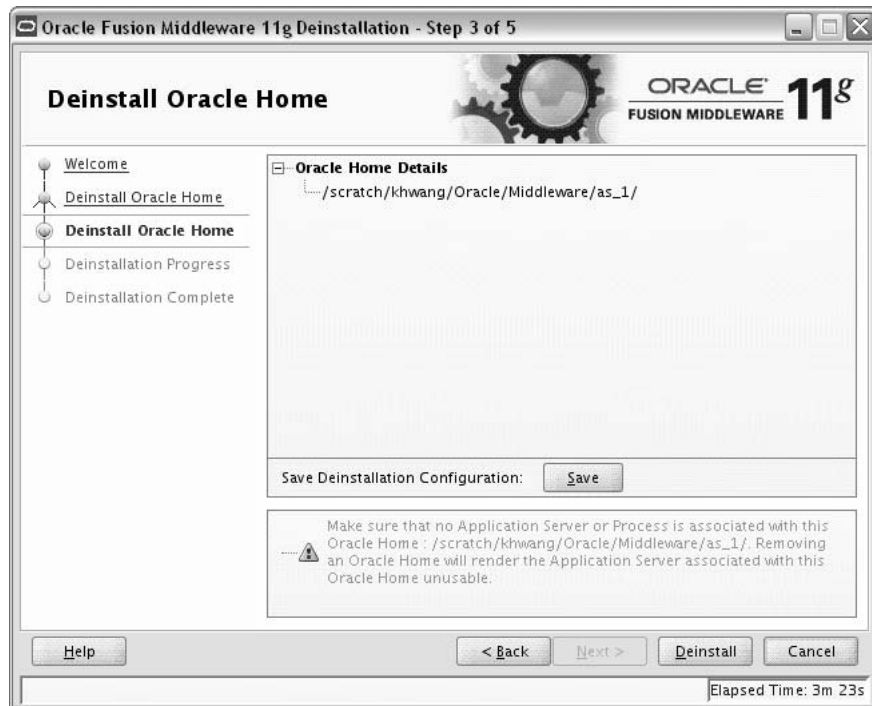 Oracle Fusion Middleware 11g Deinstallation - Step 3 of 5
Deinstall Oracle Home
ORACLE
FUSION MIDDLEWARE
11g
Welcome
Deinstall Oracle Home
Deinstall Oracle Home
Deinstallation Progress
Deinstallation Complete
Oracle Home Details
/scratch/khwang/Oracle/Middleware/as_1/
Save Deinstallation Configuration:
Save
Make sure that no Application Server or Process is associated with this
Oracle Home : /scratch/khwang/Oracle/Middleware/as_1/. Removing
an Oracle Home will render the Application Server associated with this
Oracle Home unusable.
Help
< Back
Next >
Deinstall
Cancel
Elapsed Time: 3m 23s